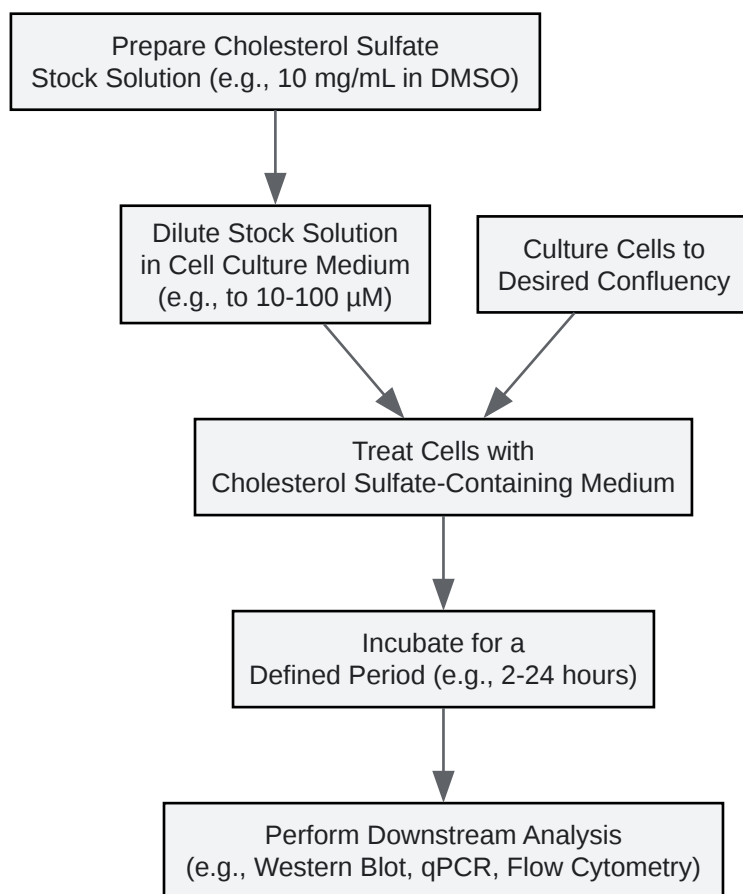 Prepare Cholesterol Sulfate
Stock Solution (e.g., 10 mg/mL in DMSO)
Dilute Stock Solution
in Cell Culture Medium
(e.g., to 10-100 µM)
Culture Cells to
Desired Confluency
Treat Cells with
Cholesterol Sulfate-Containing Medium
Incubate for a
Defined Period (e.g., 2-24 hours)
Perform Downstream Analysis
(e.g., Western Blot, qPCR, Flow Cytometry)